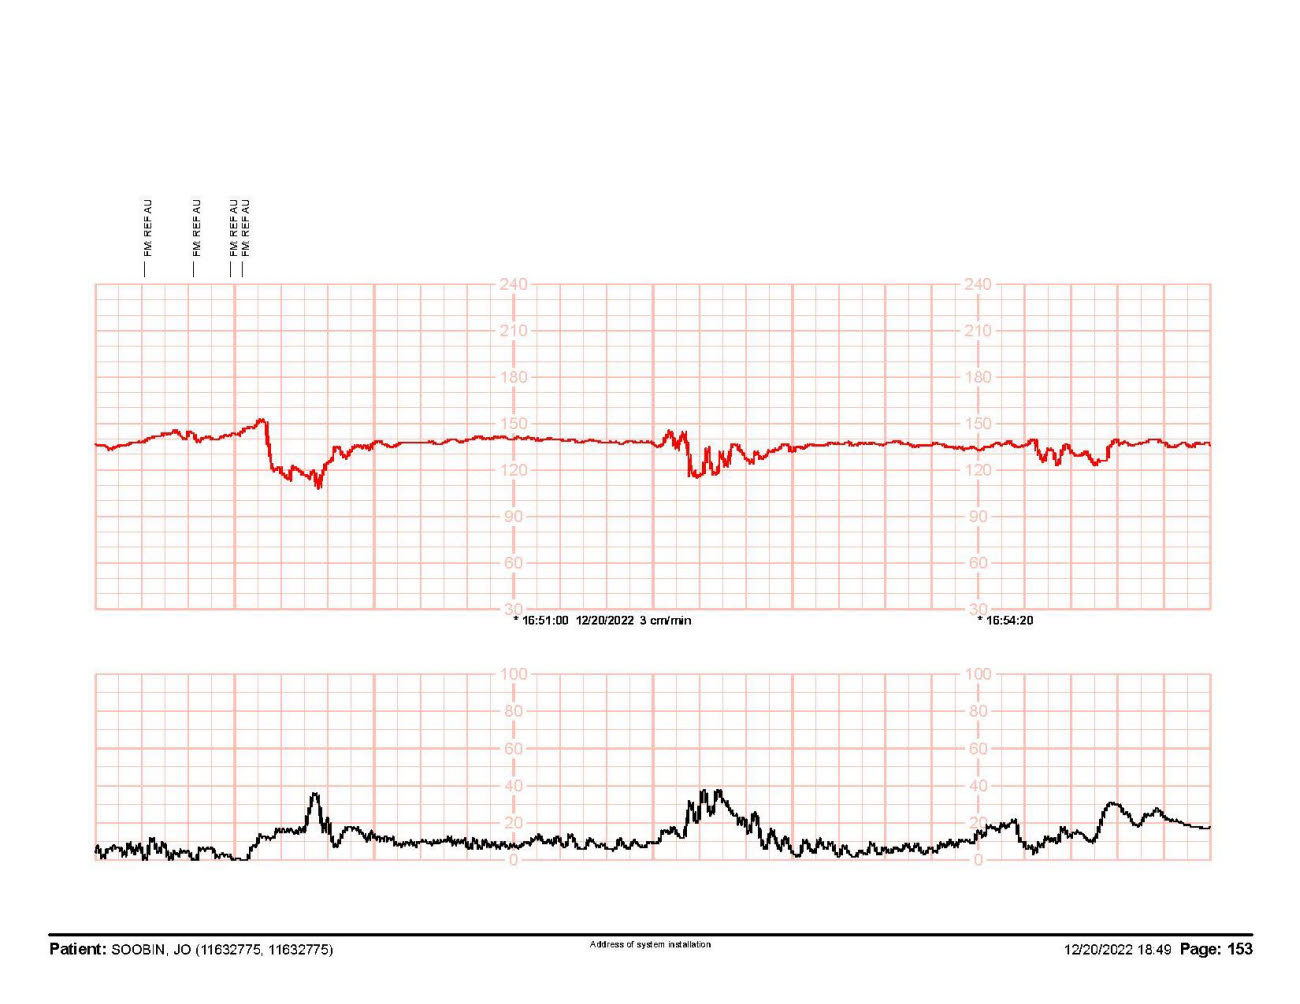 FM: REF AU
FM: REF AU
FM: REF AU
FM: REF AU
240 240
210 210
180 180
150 150
120 120
90 90
60 60
30 30
* 16:51:00 12/20/2022 3 cm/min * 16:54:20
100 100
80 80
60 60
40 40
20 20
0 0
Patient: SOOBIN, JO (11632775, 11632775) Address of system installation 12/20/2022 18:49 Page: 153